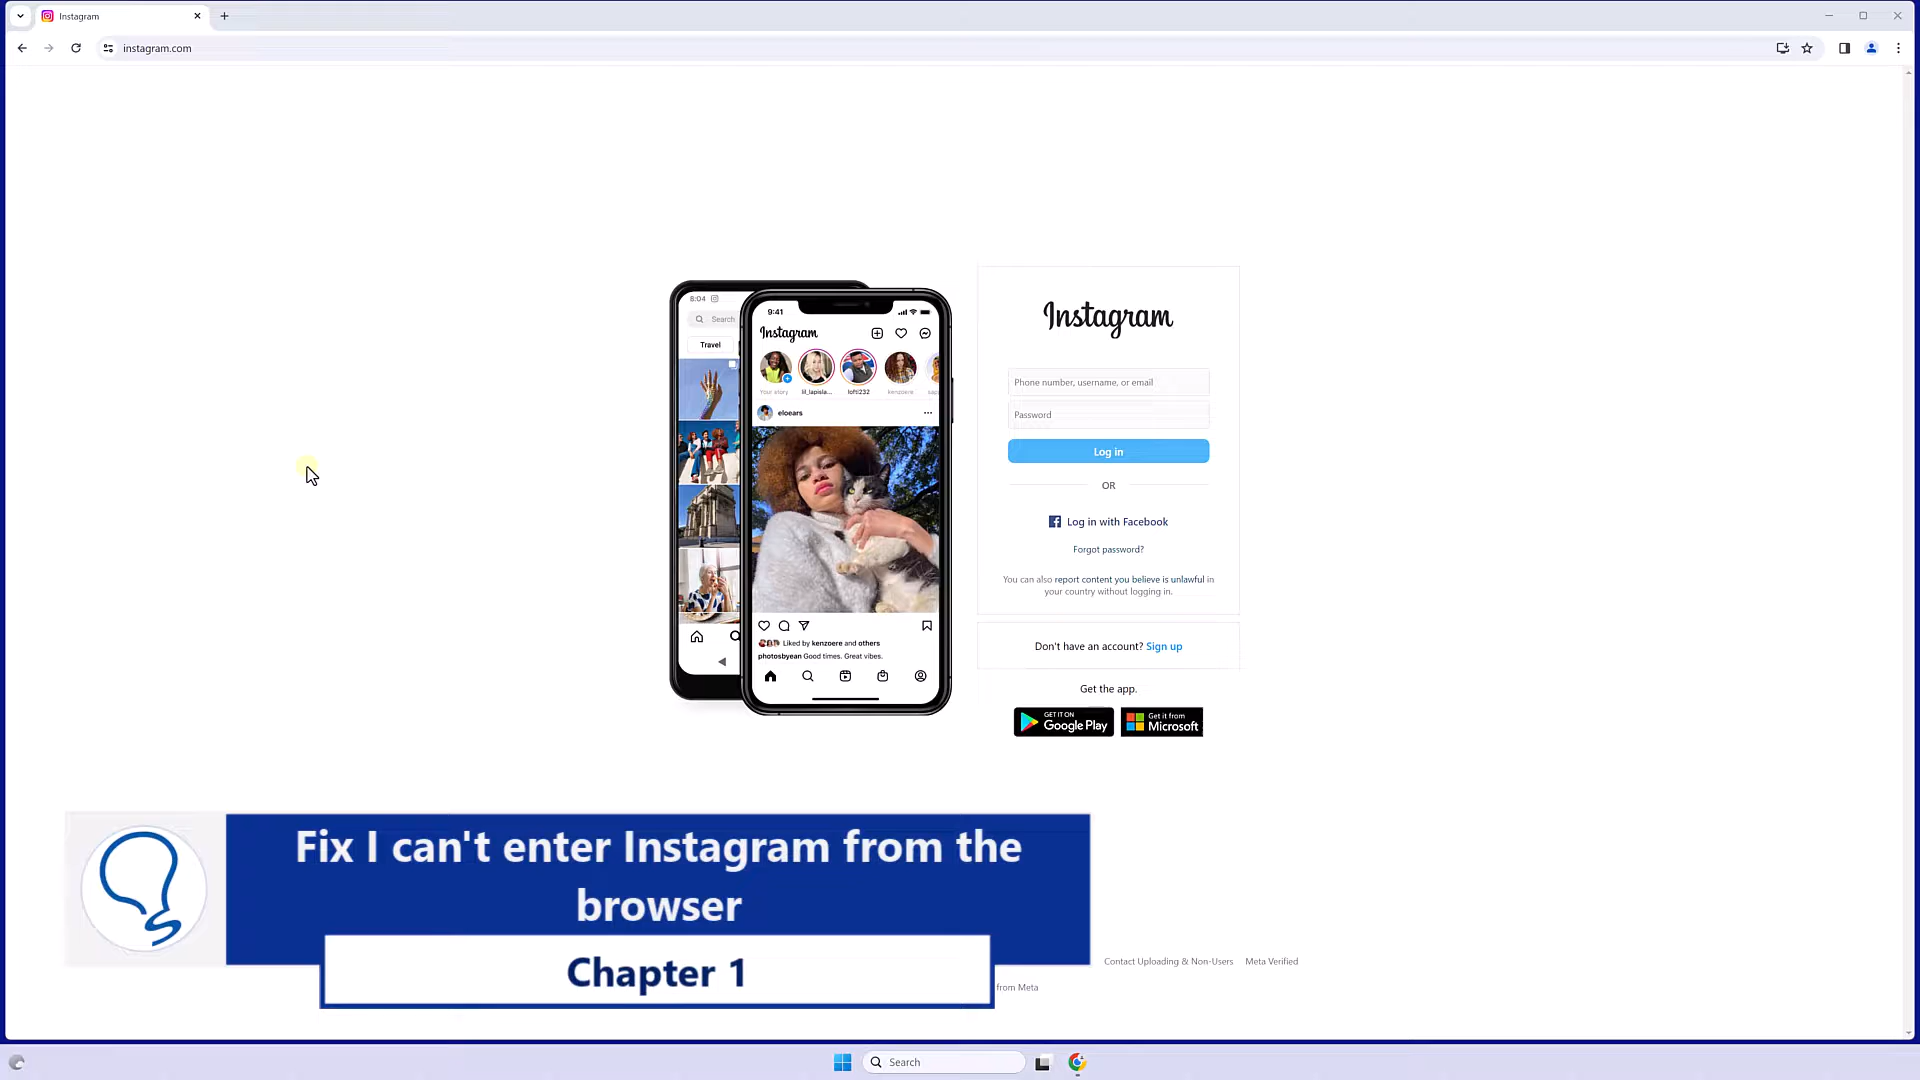 Instagram
instagram.com
8:04
Search
Travel
9:41
Instagram
Your story
lil_lapisla...
lofti232
kenzoere
eloears
Liked by kenzoere and others
photosbyean Good times. Great vibes.
Instagram
Phone number, username, or email
Password
Log in
OR
Log in with Facebook
Forgot password?
You can also report content you believe is unlawful in
your country without logging in.
Don't have an account? Sign up
Get the app.
GET IT ON
Google Play
Get it from
Microsoft
Fix I can't enter Instagram from the
browser
Chapter 1
Contact Uploading & Non-Users
Meta Verified
from Meta
Search